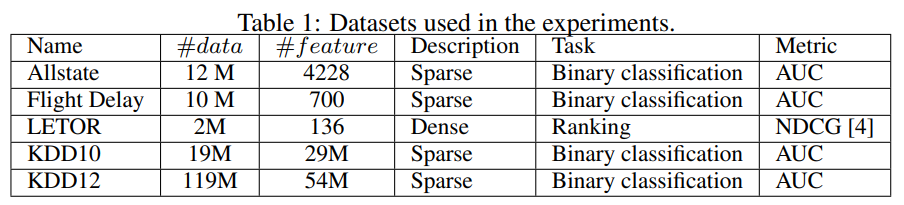 Table 1: Datasets used in the experiments.
Name #data #feature Description Task Metric
Allstate 12 M 4228 Sparse Binary classification AUC
Flight Delay 10 M 700 Sparse Binary classification AUC
LETOR 2M 136 Dense Ranking NDCG [4]
KDD10 19M 29M Sparse Binary classification AUC
KDD12 119M 54M Sparse Binary classification AUC